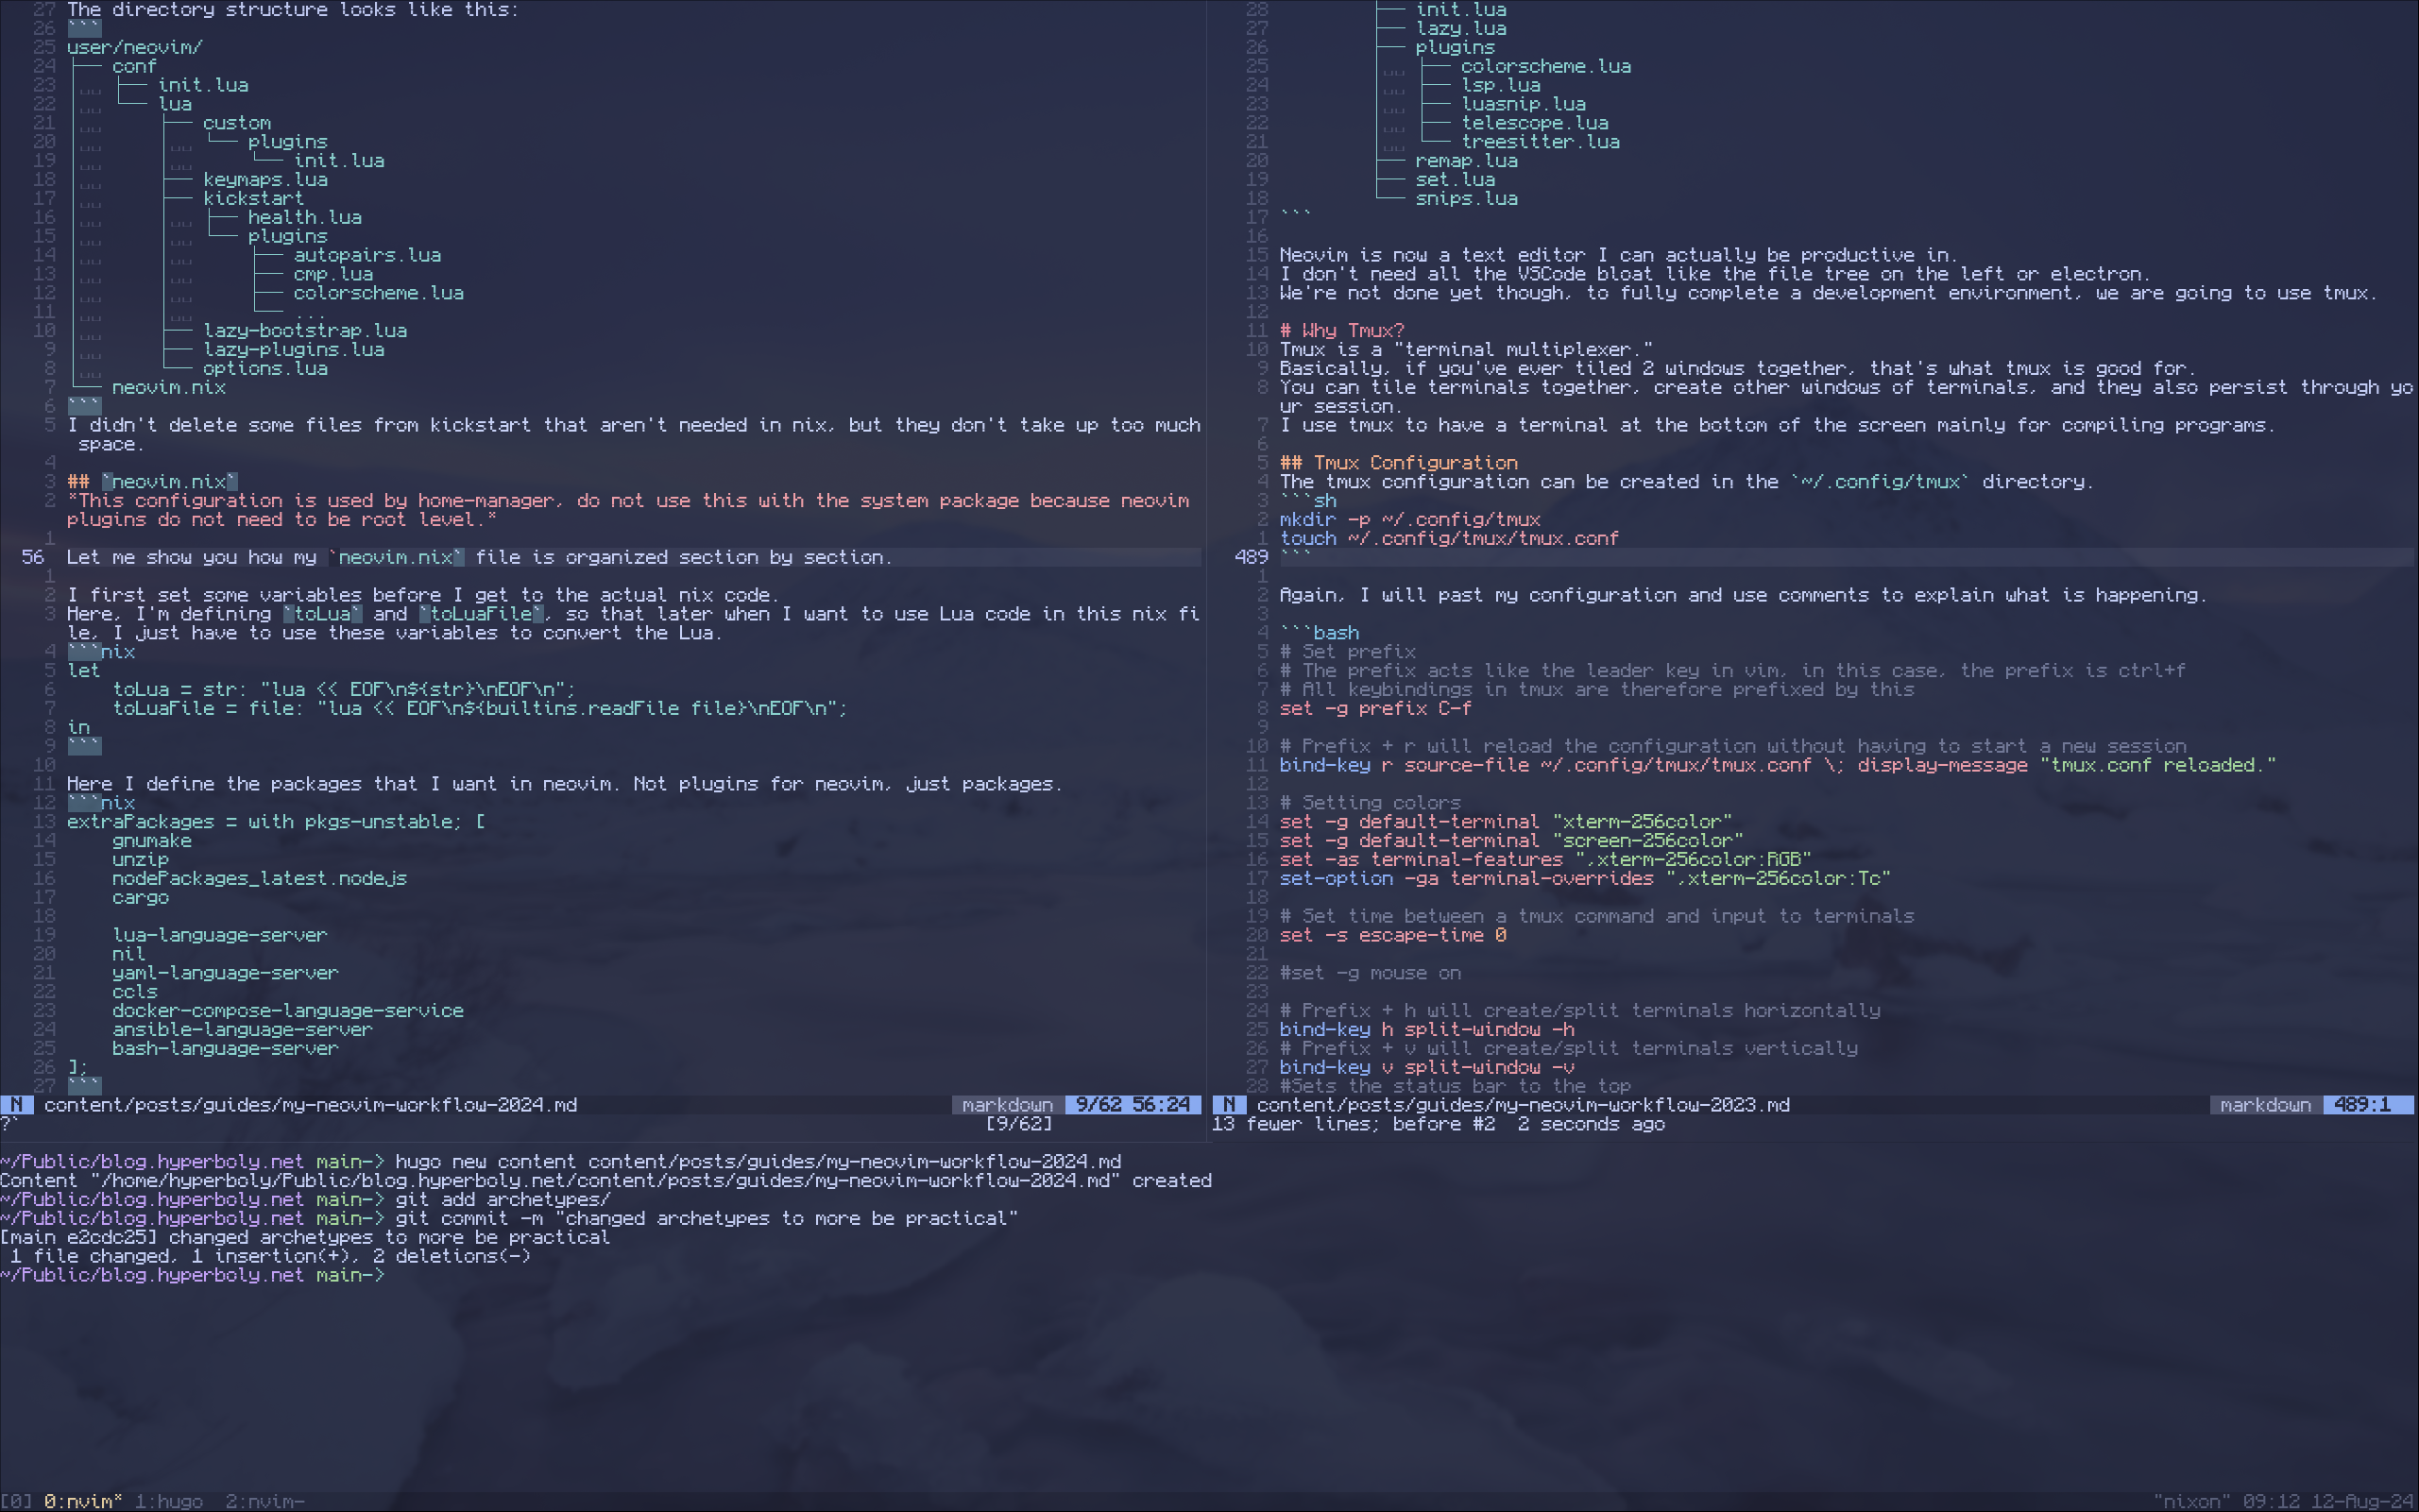 27 The directory structure looks like this:
26 ```
25 user/neovim/
24 ├── conf
23 │   ├── init.lua
22 │   └── lua
21 │       ├── custom
20 │       │   └── plugins
19 │       │       └── init.lua
18 │       ├── keymaps.lua
17 │       ├── kickstart
16 │       │   ├── health.lua
15 │       │   └── plugins
14 │       │       ├── autopairs.lua
13 │       │       ├── cmp.lua
12 │       │       ├── colorscheme.lua
11 │       │       └── ...
10 │       ├── lazy-bootstrap.lua
9 │       ├── lazy-plugins.lua
8 │       └── options.lua
7 └── neovim.nix
6 ```
5 I didn't delete some files from kickstart that aren't needed in nix, but they don't take up too much
space.
4
3 ## `neovim.nix`
2 *This configuration is used by home-manager, do not use this with the system package because neovim
plugins do not need to be root level.*
1
56 Let me show you how my `neovim.nix` file is organized section by section.
1
2 I first set some variables before I get to the actual nix code.
3 Here, I'm defining `toLua` and `toLuaFile`, so that later when I want to use Lua code in this nix fi
le, I just have to use these variables to convert the Lua.
4 ```nix
5 let
6     toLua = str: "lua << EOF\n${str}\nEOF\n";
7     toLuaFile = file: "lua << EOF\n${builtins.readFile file}\nEOF\n";
8 in
9 ```
10
11 Here I define the packages that I want in neovim. Not plugins for neovim, just packages.
12 ```nix
13 extraPackages = with pkgs-unstable; [
14     gnumake
15     unzip
16     nodePackages_latest.nodejs
17     cargo
18
19     lua-language-server
20     nil
21     yaml-language-server
22     ccls
23     docker-compose-language-service
24     ansible-language-server
25     bash-language-server
26 ];
27 ```
N content/posts/guides/my-neovim-workflow-2024.md markdown 9/62 56:24
?` [9/62]
28         ├── init.lua
27         ├── lazy.lua
26         ├── plugins
25         │   ├── colorscheme.lua
24         │   ├── lsp.lua
23         │   ├── luasnip.lua
22         │   ├── telescope.lua
21         │   └── treesitter.lua
20         ├── remap.lua
19         ├── set.lua
18         └── snips.lua
17 ```
16
15 Neovim is now a text editor I can actually be productive in.
14 I don't need all the VSCode bloat like the file tree on the left or electron.
13 We're not done yet though, to fully complete a development environment, we are going to use tmux.
12
11 # Why Tmux?
10 Tmux is a "terminal multiplexer."
9 Basically, if you've ever tiled 2 windows together, that's what tmux is good for.
8 You can tile terminals together, create other windows of terminals, and they also persist through yo
ur session.
7 I use tmux to have a terminal at the bottom of the screen mainly for compiling programs.
6
5 ## Tmux Configuration
4 The tmux configuration can be created in the `~/.config/tmux` directory.
3 ```sh
2 mkdir -p ~/.config/tmux
1 touch ~/.config/tmux/tmux.conf
489 ```
1
2 Again, I will past my configuration and use comments to explain what is happening.
3
4 ```bash
5 # Set prefix
6 # The prefix acts like the leader key in vim, in this case, the prefix is ctrl+f
7 # All keybindings in tmux are therefore prefixed by this
8 set -g prefix C-f
9
10 # Prefix + r will reload the configuration without having to start a new session
11 bind-key r source-file ~/.config/tmux/tmux.conf \; display-message "tmux.conf reloaded."
12
13 # Setting colors
14 set -g default-terminal "xterm-256color"
15 set -g default-terminal "screen-256color"
16 set -as terminal-features ",xterm-256color:RGB"
17 set-option -ga terminal-overrides ",xterm-256color:Tc"
18
19 # Set time between a tmux command and input to terminals
20 set -s escape-time 0
21
22 #set -g mouse on
23
24 # Prefix + h will create/split terminals horizontally
25 bind-key h split-window -h
26 # Prefix + v will create/split terminals vertically
27 bind-key v split-window -v
28 #Sets the status bar to the top
N content/posts/guides/my-neovim-workflow-2023.md markdown 489:1
13 fewer lines; before #2  2 seconds ago
~/Public/blog.hyperboly.net main-> hugo new content content/posts/guides/my-neovim-workflow-2024.md
Content "/home/hyperboly/Public/blog.hyperboly.net/content/posts/guides/my-neovim-workflow-2024.md" created
~/Public/blog.hyperboly.net main-> git add archetypes/
~/Public/blog.hyperboly.net main-> git commit -m "changed archetypes to more be practical"
[main e2cdc25] changed archetypes to more be practical
1 file changed, 1 insertion(+), 2 deletions(-)
~/Public/blog.hyperboly.net main->
[0] 0:nvim* 1:hugo  2:nvim- "nixon" 09:12 12-Aug-24